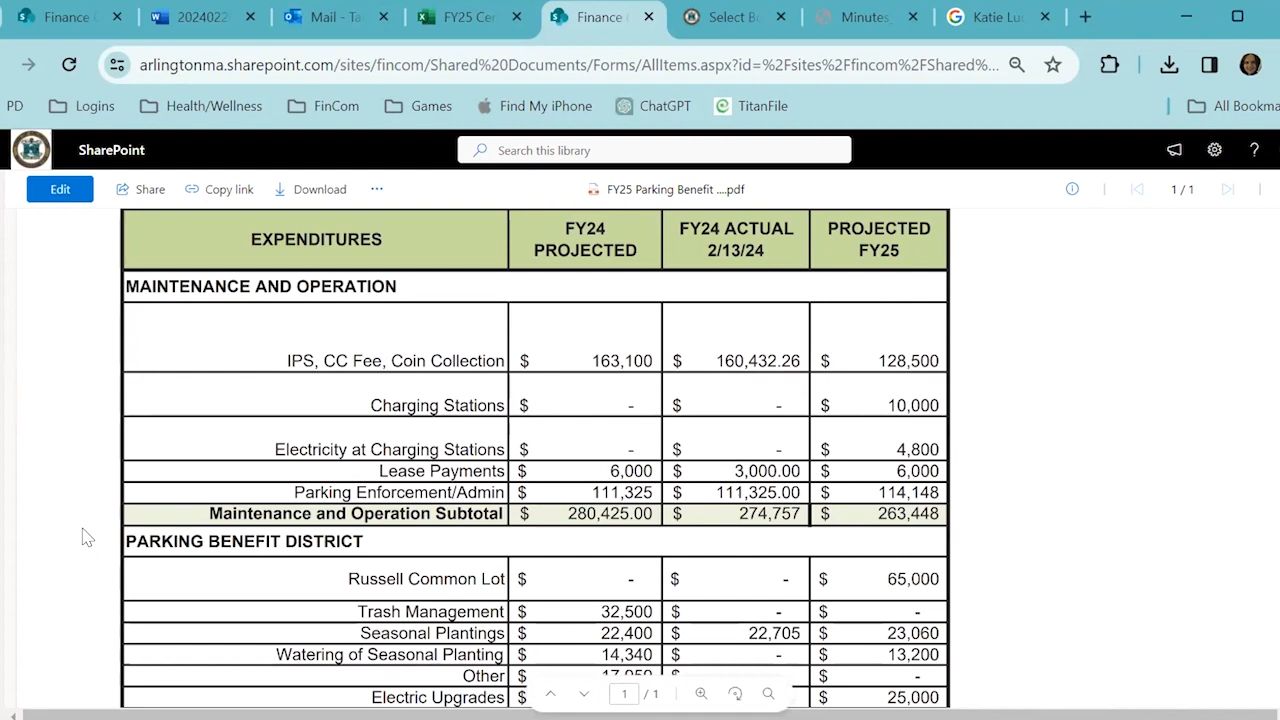 Finance
2024022
Mail - Ta
FY25 Cer
Finance
Select B
Minutes
Katie Lu
arlingtonma.sharepoint.com/sites/fincom/Shared%20Documents/Forms/AllItems.aspx?id=%2Fsites%2Ffincom%2FShared%...
PD Logins Health/Wellness FinCom Games Find My iPhone ChatGPT TitanFile All Bookma
SharePoint Search this library ?
Edit Share Copy link Download ... FY25 Parking Benefit ....pdf 1 / 1
EXPENDITURES FY24 PROJECTED FY24 ACTUAL 2/13/24 PROJECTED FY25
MAINTENANCE AND OPERATION
IPS, CC Fee, Coin Collection $ 163,100 $ 160,432.26 $ 128,500
Charging Stations $ - $ - $ 10,000
Electricity at Charging Stations $ - $ - $ 4,800
Lease Payments $ 6,000 $ 3,000.00 $ 6,000
Parking Enforcement/Admin $ 111,325 $ 111,325.00 $ 114,148
Maintenance and Operation Subtotal $ 280,425.00 $ 274,757 $ 263,448
PARKING BENEFIT DISTRICT
Russell Common Lot $ - $ - $ 65,000
Trash Management $ 32,500 $ - $ -
Seasonal Plantings $ 22,400 $ 22,705 $ 23,060
Watering of Seasonal Planting $ 14,340 $ - $ 13,200
Other $ $ $ -
Electric Upgrades $ $ 25,000
1 / 1